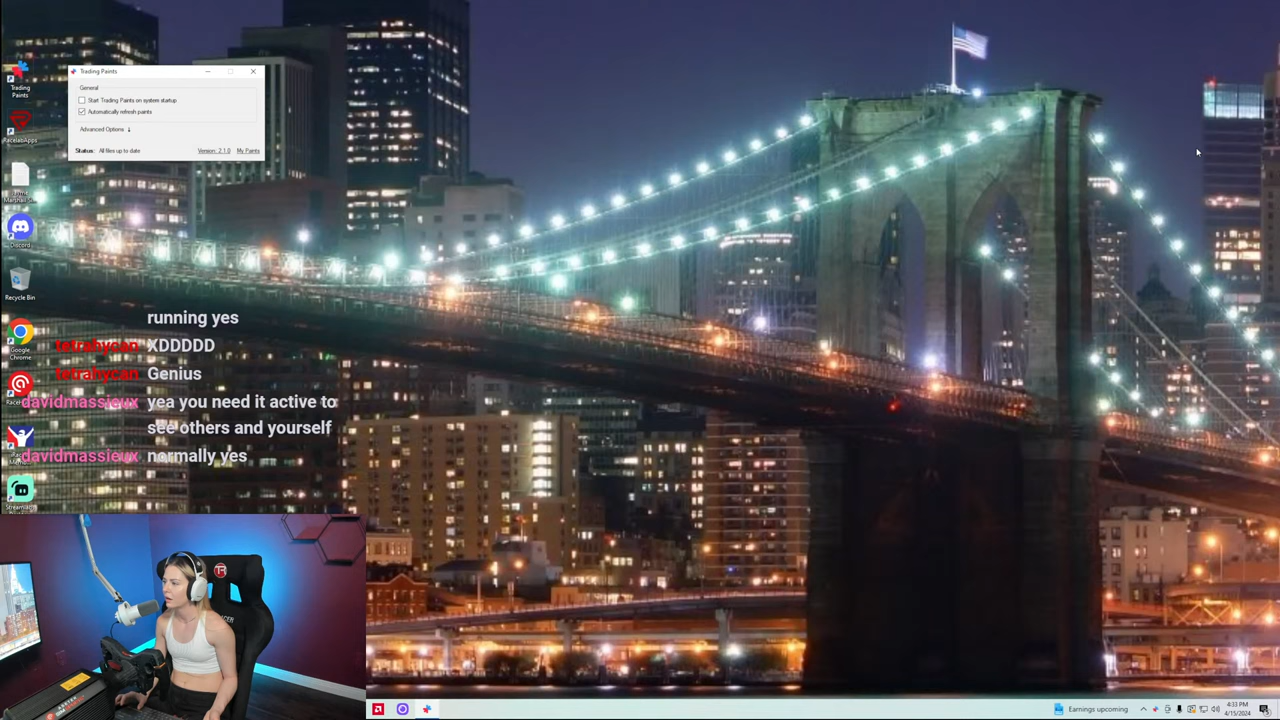 Trading Paints
General
Start Trading Paints on system startup
Automatically refresh paints
Advanced Options
Status: All files up to date
Version: 2.1.0
My Paints
Trading
Paints
RacelabApps
Discord
Recycle Bin
Google
Chrome
running yes
tetrahycan XDDDDD
tetrahycan Genius
davidmassieux yea you need it active to
see others and yourself
davidmassieux normally yes
Earnings upcoming
4:33 PM
4/15/2024